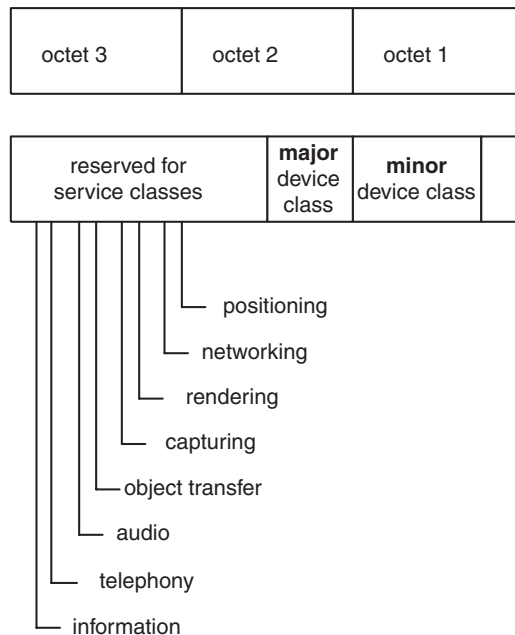 octet 3
octet 2
octet 1
reserved for
service classes
major
device
class
minor
device class
positioning
networking
rendering
capturing
object transfer
audio
telephony
information